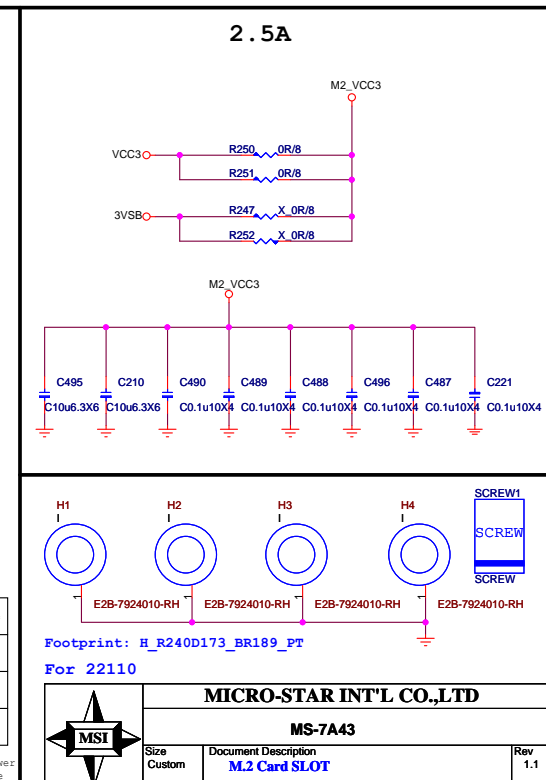 2.5A
M2_VCC3
VCC3
R250 0R/8
R251 0R/8
3VSB
R247 X_0R/8
R252 X_0R/8
M2_VCC3
C495 C210 C490 C489 C488 C496 C487 C221
C10u6.3X6 C10u6.3X6 C0.1u10X4 C0.1u10X4 C0.1u10X4 C0.1u10X4 C0.1u10X4 C0.1u10X4
SCREW1
H1 H2 H3 H4
SCREW
SCREW
1 1 1 1
E2B-7924010-RH E2B-7924010-RH E2B-7924010-RH E2B-7924010-RH
Footprint: H_R240D173_BR189_PT
For 22110
MICRO-STAR INT'L CO.,LTD
MSI
MS-7A43
Size Document Description Rev
Custom M.2 Card SLOT 1.1